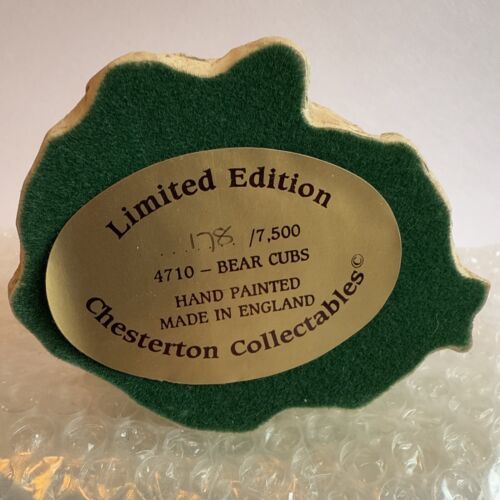 Limited Edition
...178 /7,500
4710 – BEAR CUBS
HAND PAINTED
MADE IN ENGLAND
Chesterton Collectables©